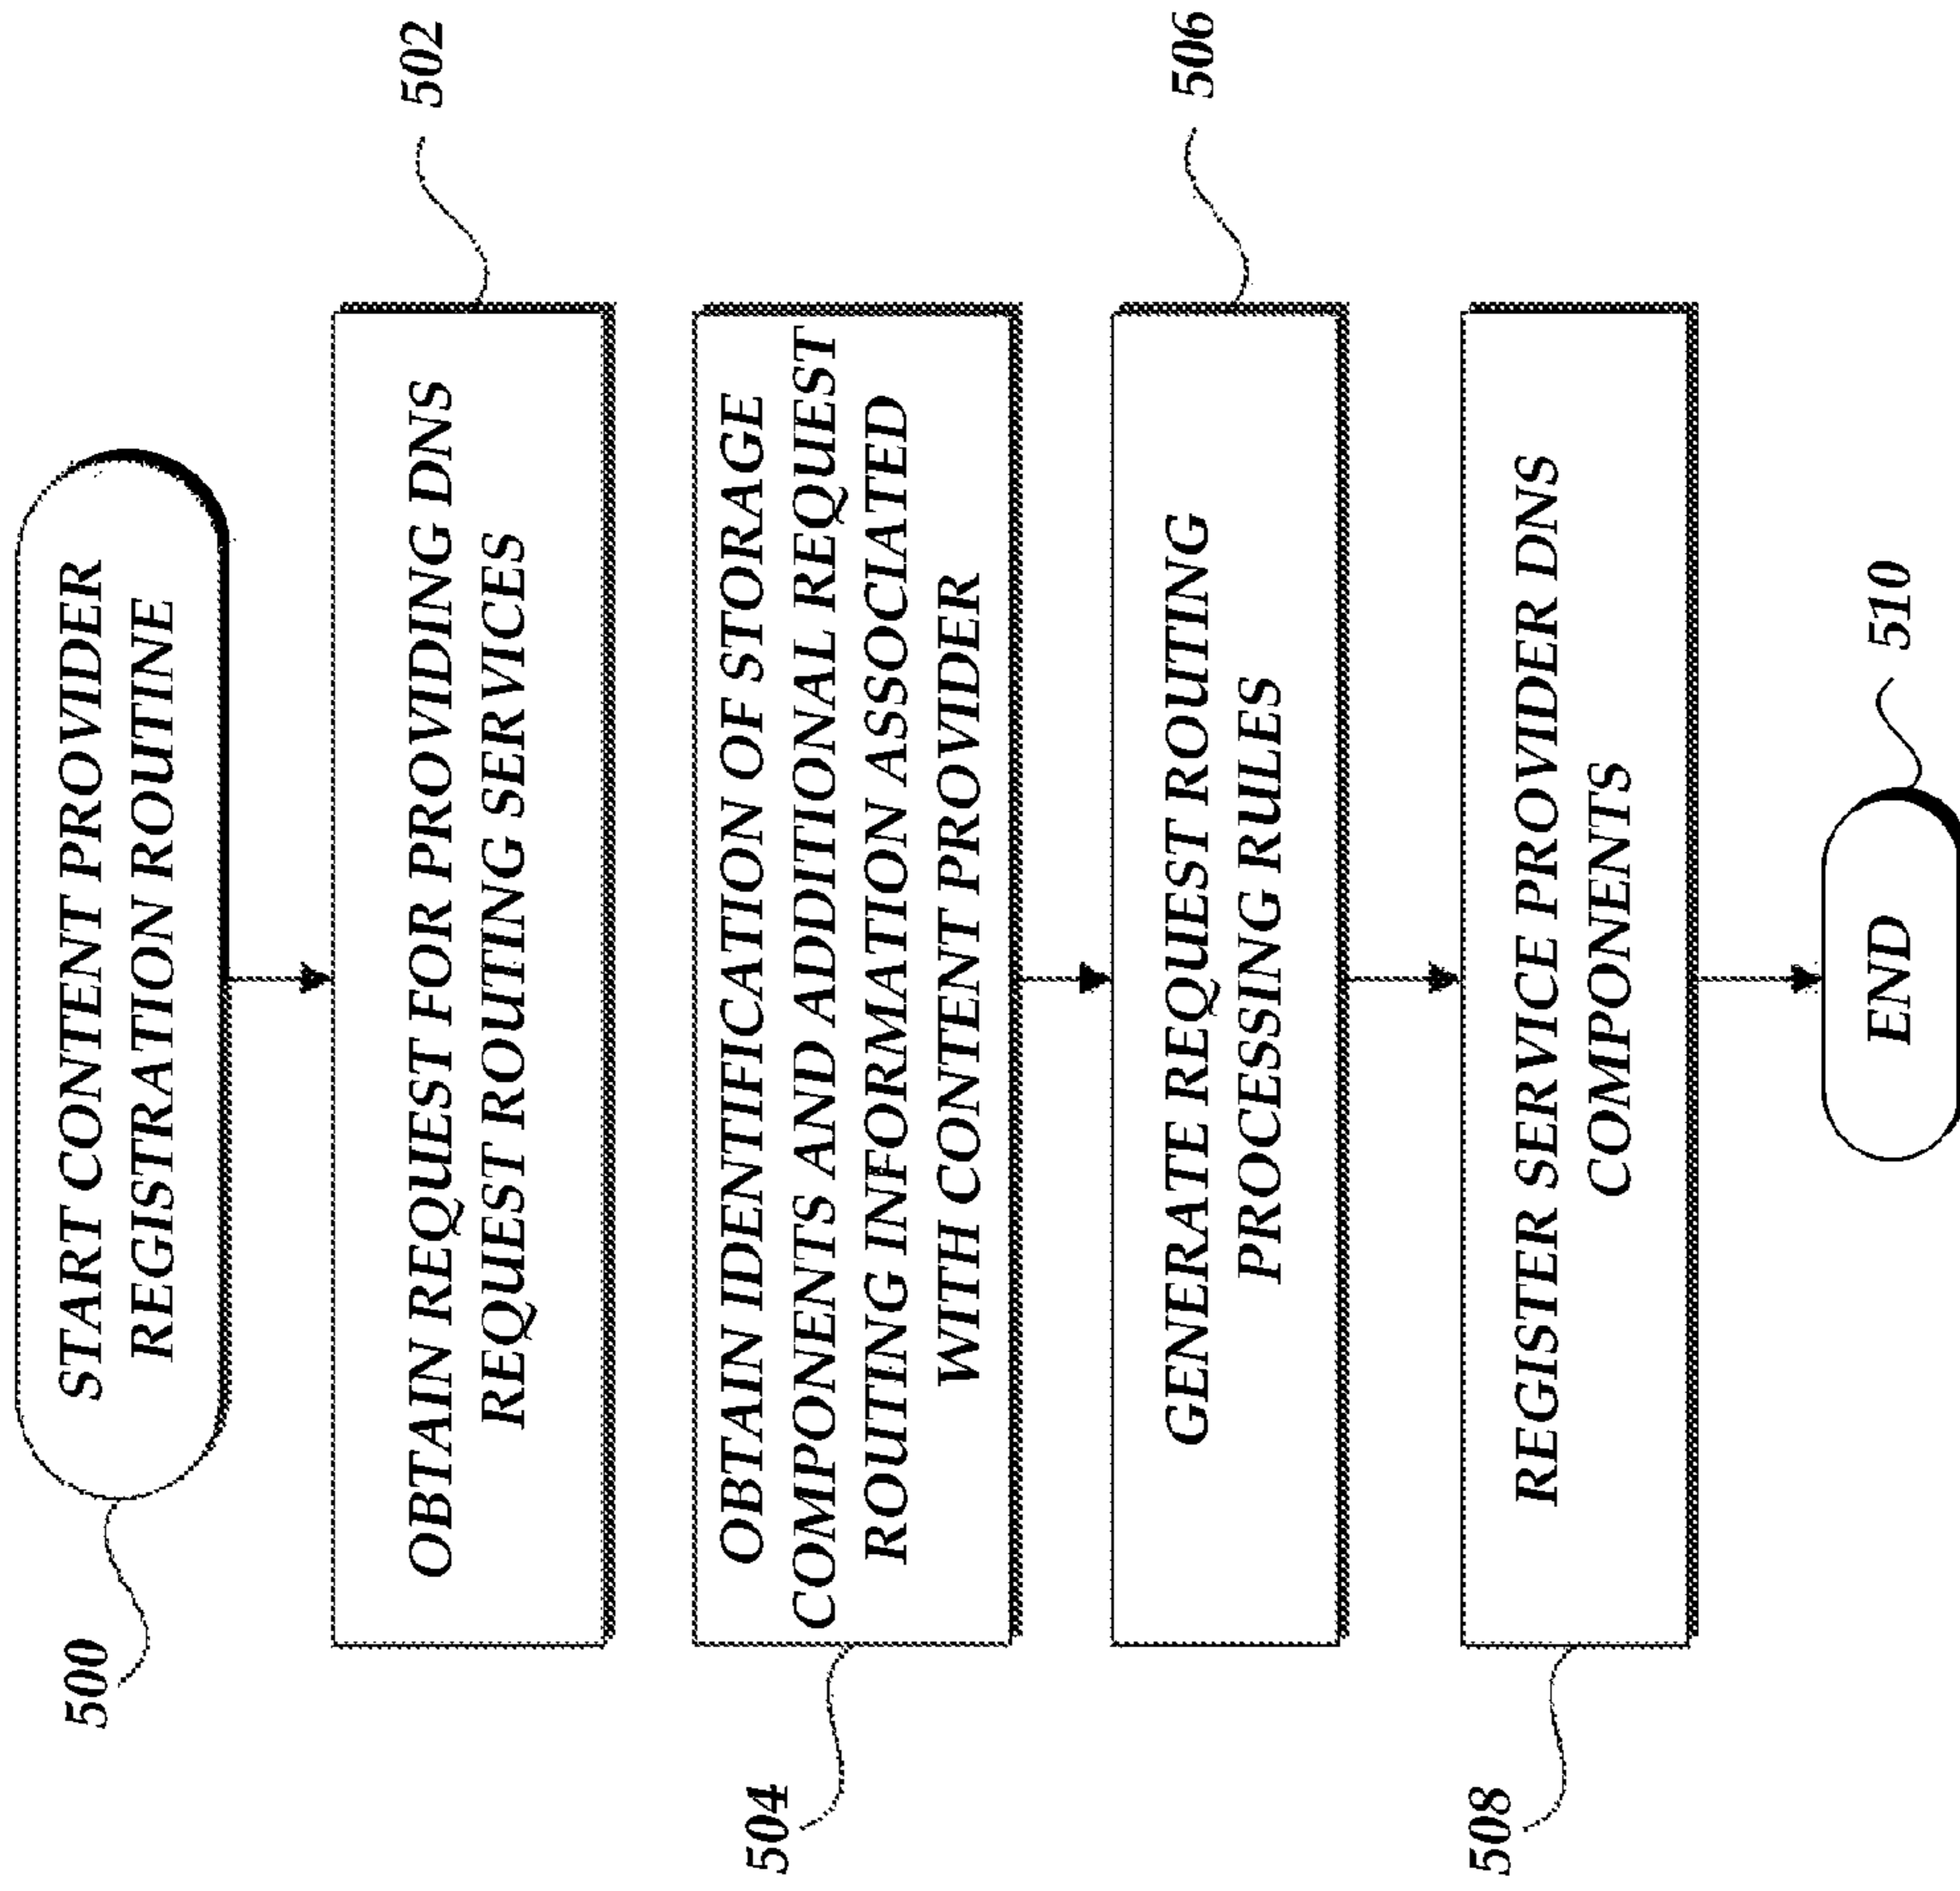 500
START CONTENT PROVIDER
REGISTRATION ROUTINE
502
OBTAIN REQUEST FOR PROVIDING DNS
REQUEST ROUTING SERVICES
504
OBTAIN IDENTIFICATION OF STORAGE
COMPONENTS AND ADDITIONAL REQUEST
ROUTING INFORMATION ASSOCIATED
WITH CONTENT PROVIDER
506
GENERATE REQUEST ROUTING
PROCESSING RULES
508
REGISTER SERVICE PROVIDER DNS
COMPONENTS
510
END